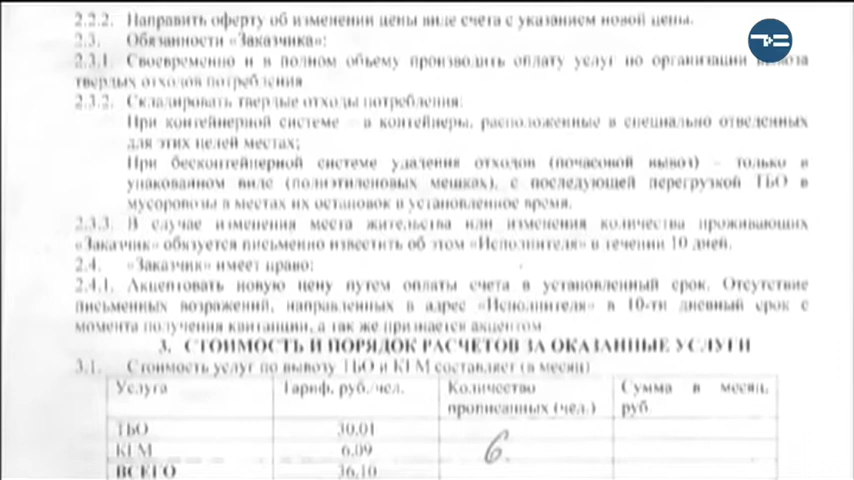 2.2.2. Направить оферту об изменении цены виде счета с указанием новой цены.
2.3. Обязанности «Заказчика»:
2.3.1. Своевременно и в полном объему производить оплату услуг по организации вывоза
твердых отходов потребления
2.3.2. Складировать твердые отходы потребления:
При контейнерной системе – в контейнеры, расположенные в специально отведенных
для этих целей местах;
При бесконтейнерной системе удаления отходов (почасовой вывоз) – только в
упакованном виде (полиэтиленовых мешках), с последующей перегрузкой ТБО в
мусоровозы в местах их остановок и установленное время.
2.3.3. В случае изменения места жительства или изменения количества проживающих
«Заказчик» обязуется письменно известить об этом «Исполнителя» в течении 10 дней.
2.4. «Заказчик» имеет право:
2.4.1. Акцептовать новую цену путем оплаты счета в установленный срок. Отсутствие
письменных возражений, направленных в адрес «Исполнителя» в 10-ти дневный срок с
момента получения квитанции, а так же признается акцептом
3. СТОИМОСТЬ И ПОРЯДОК РАСЧЕТОВ ЗА ОКАЗАННЫЕ УСЛУГИ
3.1. Стоимость услуг по вывозу ТБО и КГМ составляет (в месяц)
Услуга Тариф, руб./чел. Количество прописанных (чел.) Сумма в месяц, руб
ТБО 30,01
КГМ 6,09 6
ВСЕГО 36,10